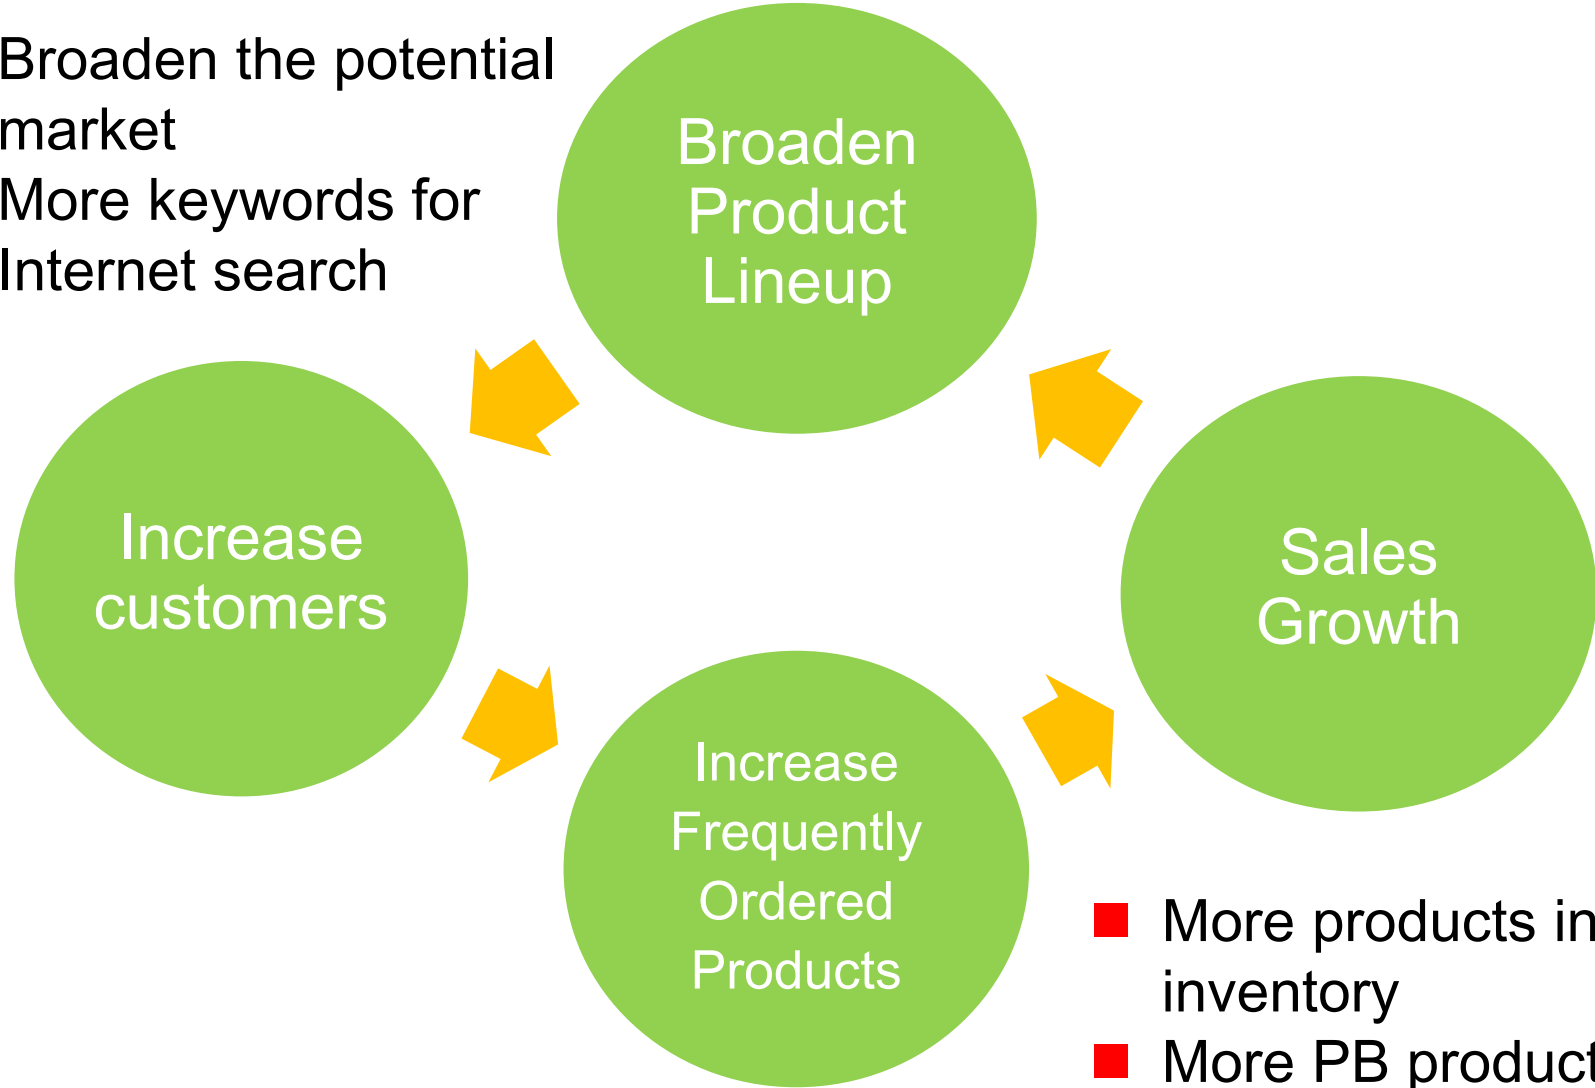 Broaden the potential
market
More keywords for
Internet search
Broaden
Product
Lineup
Increase
customers
Sales
Growth
Increase
Frequently
Ordered
Products
More products in
inventory
More PB product